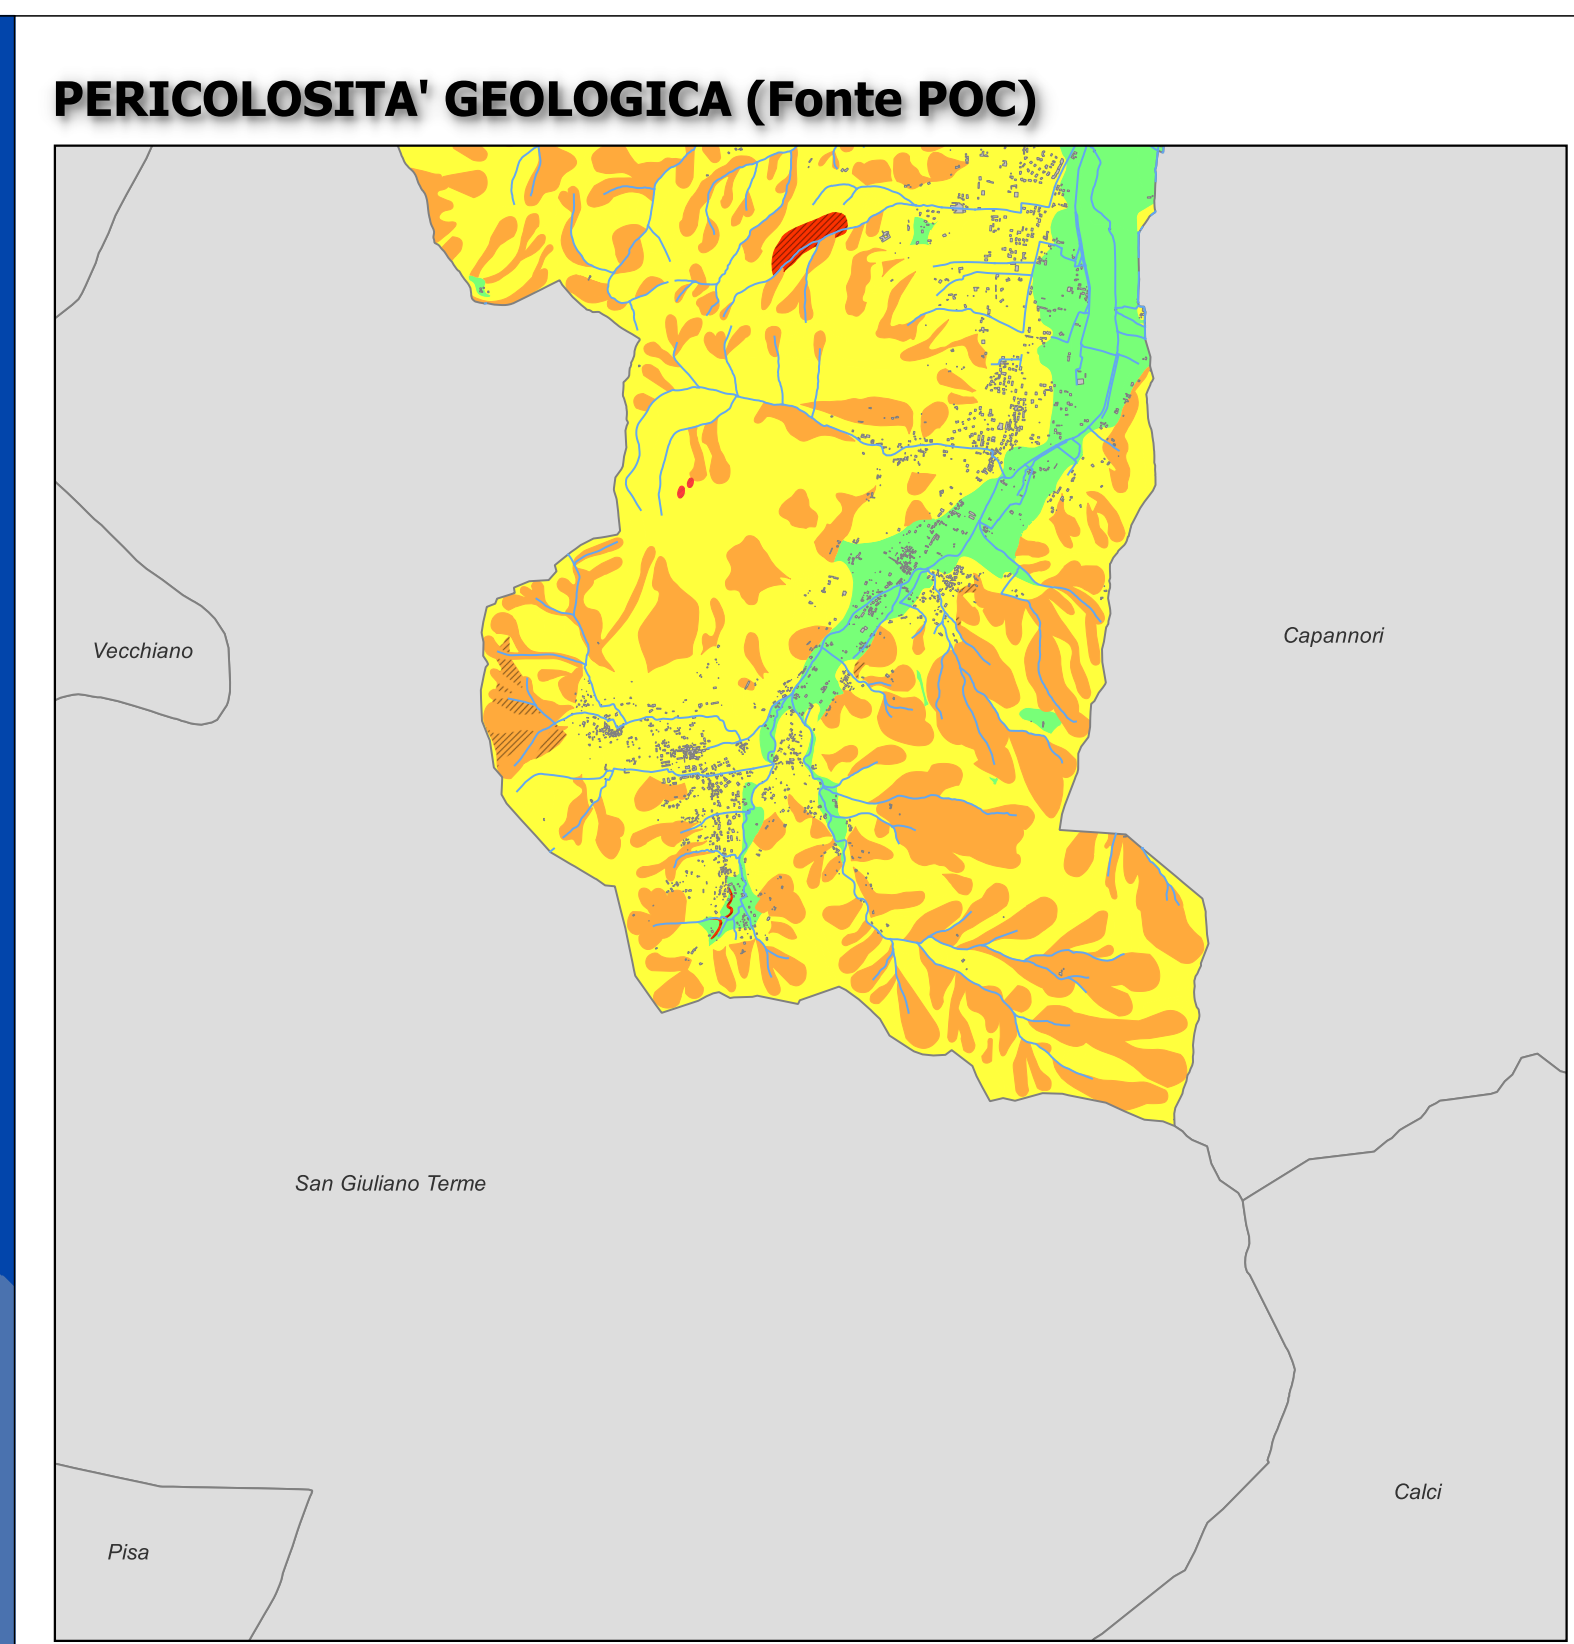 PERICOLOSITA' GEOLOGICA (Fonte POC)
Capannori
Vecchiano
San Giuliano Terme
Calci
Pisa